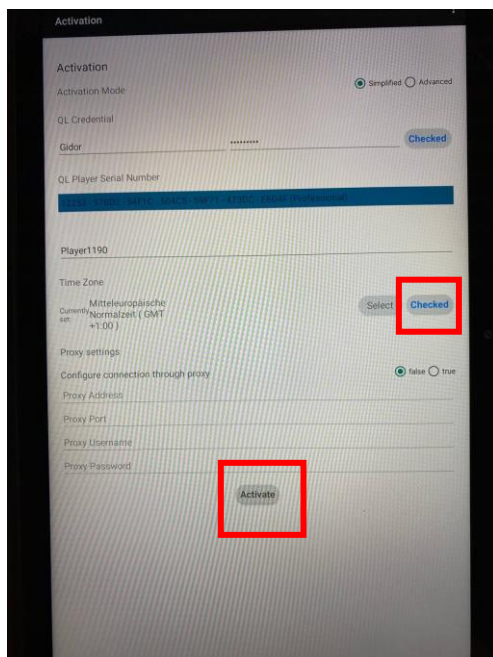 Activation
Activation
Activation Mode
Simplified Advanced
QL Credential
Gidor ········· Checked
QL Player Serial Number
(Professional)
Player1190
Time Zone
Currently set: Mitteleuropäische Normalzeit ( GMT +1:00 ) Select Checked
Proxy settings
Configure connection through proxy false true
Proxy Address
Proxy Port
Proxy Username
Proxy Password
Activate